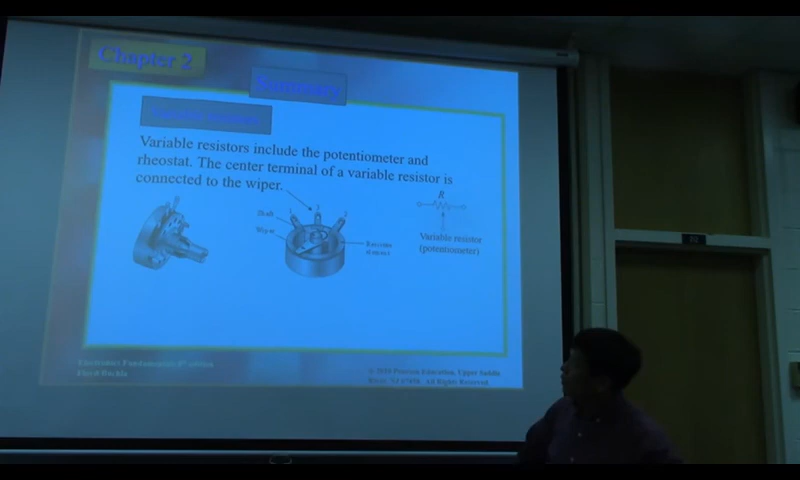 Chapter 2
Summary
Variable resistors include the potentiometer and
rheostat. The center terminal of a variable resistor is
connected to the wiper.
R
Shaft
Wiper
Resistive
element
Variable resistor
(potentiometer)
Electronics Fundamentals 8th edition
Floyd/Buchla
© 2010 Pearson Education, Upper Saddle
River, NJ 07458. All Rights Reserved.